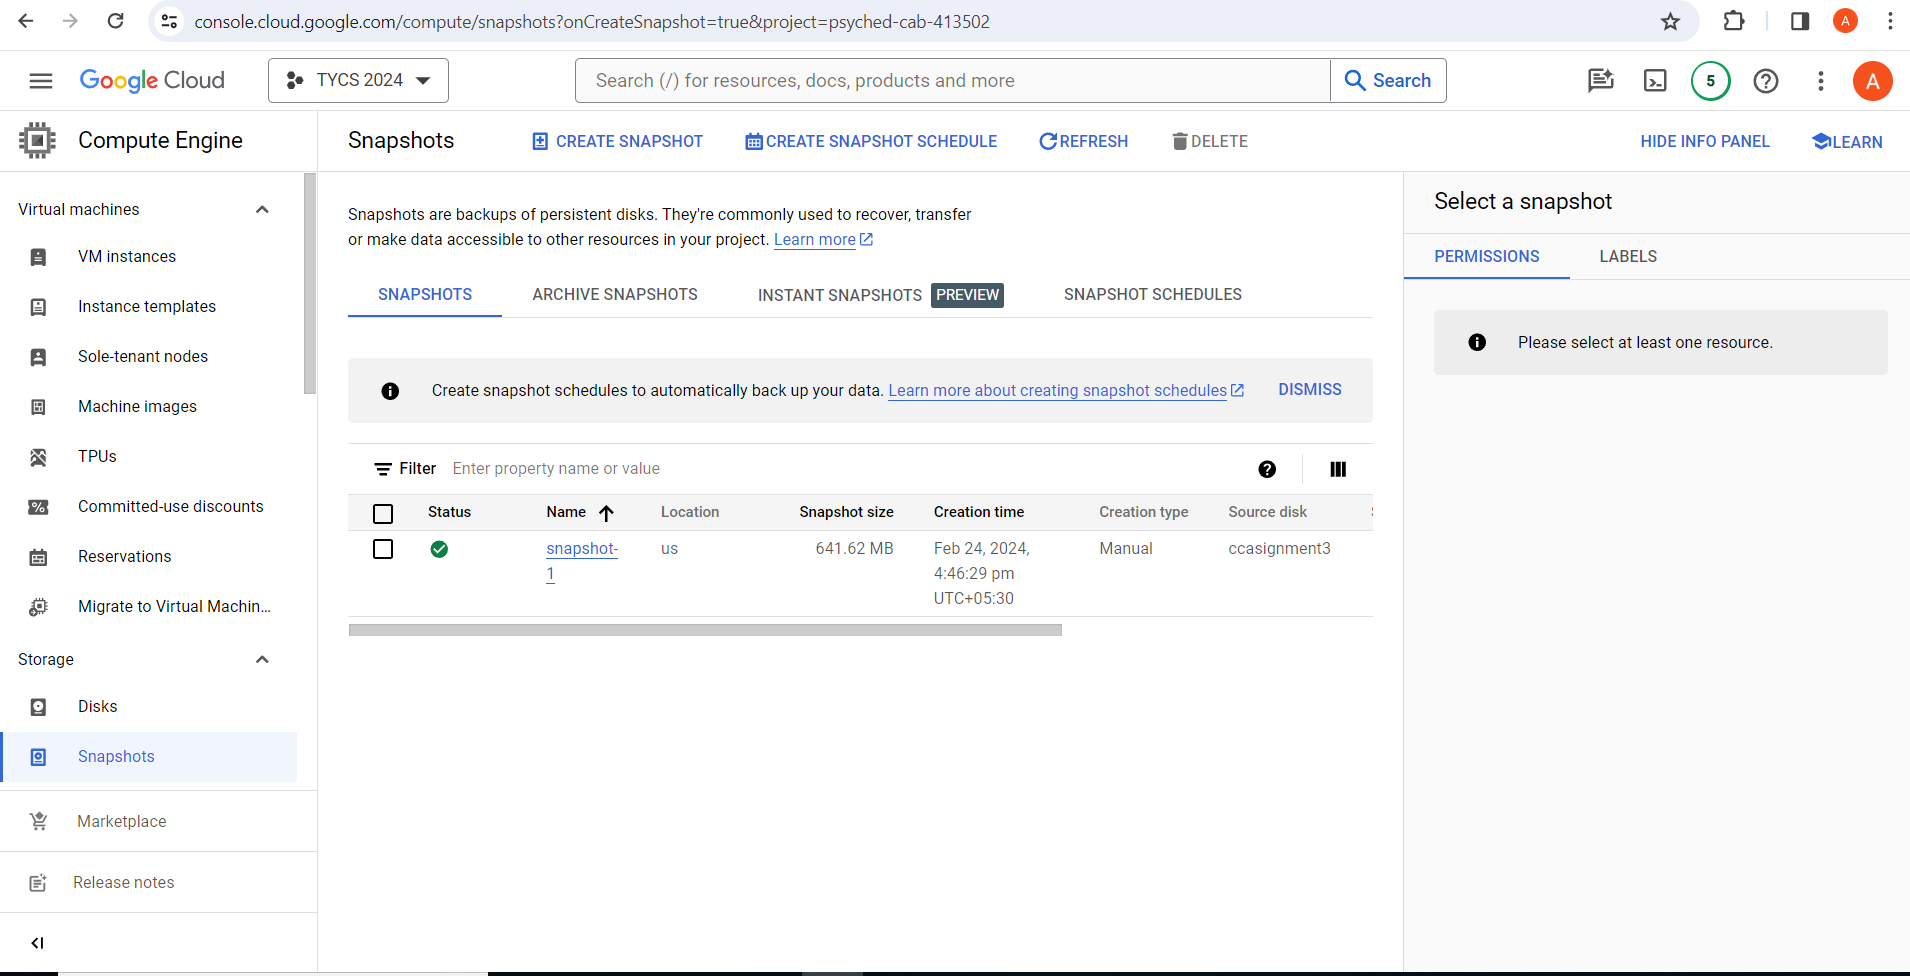 console.cloud.google.com/compute/snapshots?onCreateSnapshot=true&project=psyched-cab-413502
A
Google Cloud
TYCS 2024
Search (/) for resources, docs, products and more
Search
5
A
Compute Engine
Snapshots
CREATE SNAPSHOT
CREATE SNAPSHOT SCHEDULE
REFRESH
DELETE
HIDE INFO PANEL
LEARN
Virtual machines
VM instances
Instance templates
Sole-tenant nodes
Machine images
TPUs
Committed-use discounts
Reservations
Migrate to Virtual Machin...
Storage
Disks
Snapshots
Marketplace
Release notes
Snapshots are backups of persistent disks. They're commonly used to recover, transfer
or make data accessible to other resources in your project. Learn more
SNAPSHOTS
ARCHIVE SNAPSHOTS
INSTANT SNAPSHOTS PREVIEW
SNAPSHOT SCHEDULES
Create snapshot schedules to automatically back up your data. Learn more about creating snapshot schedules
DISMISS
Filter Enter property name or value
Status Name Location Snapshot size Creation time Creation type Source disk
snapshot- us 641.62 MB Feb 24, 2024, Manual ccasignment3
1 4:46:29 pm
UTC+05:30
Select a snapshot
PERMISSIONS
LABELS
Please select at least one resource.